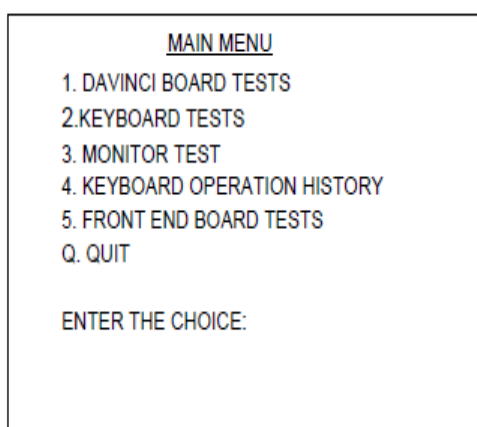 MAIN MENU
1. DAVINCI BOARD TESTS
2.KEYBOARD TESTS
3. MONITOR TEST
4. KEYBOARD OPERATION HISTORY
5. FRONT END BOARD TESTS
Q. QUIT
ENTER THE CHOICE: